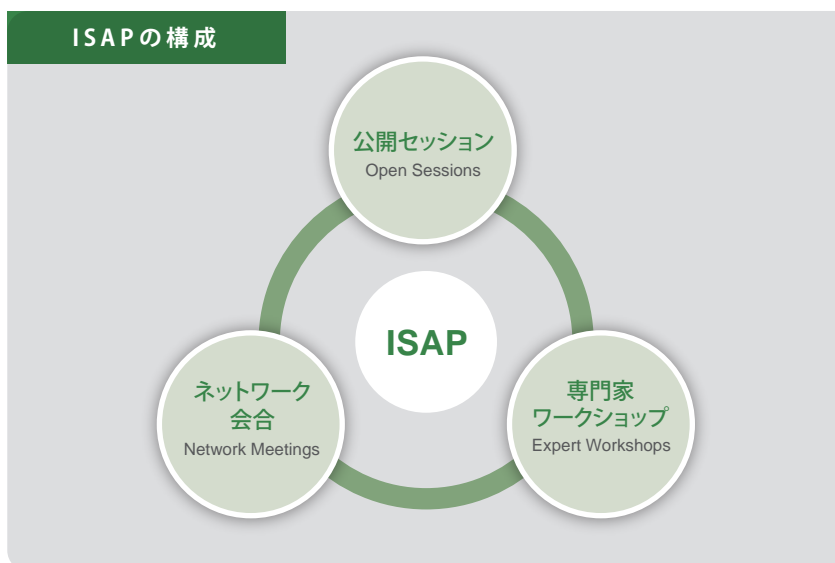 ISAPの構成
公開セッション
Open Sessions
ISAP
ネットワーク
会合
Network Meetings
専門家
ワークショップ
Expert Workshops